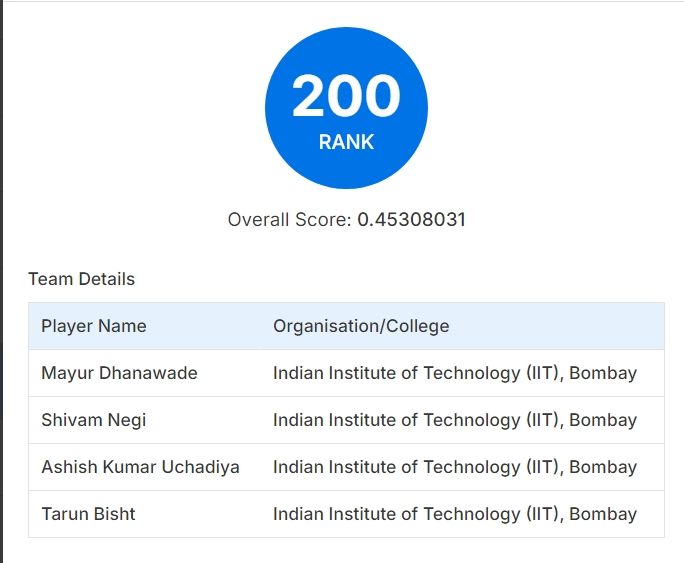 200
RANK
Overall Score: 0.45308031
Team Details
Player Name Organisation/College
Mayur Dhanawade Indian Institute of Technology (IIT), Bombay
Shivam Negi Indian Institute of Technology (IIT), Bombay
Ashish Kumar Uchadiya Indian Institute of Technology (IIT), Bombay
Tarun Bisht Indian Institute of Technology (IIT), Bombay